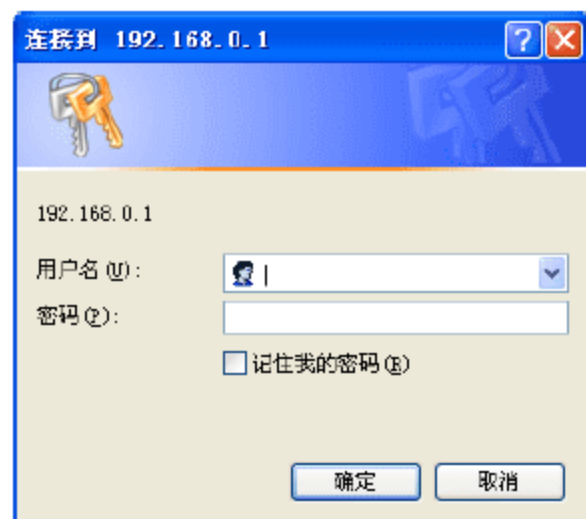 连接到 192.168.0.1
192.168.0.1
用户名(U):
密码(P):
记住我的密码(R)
确定 取消